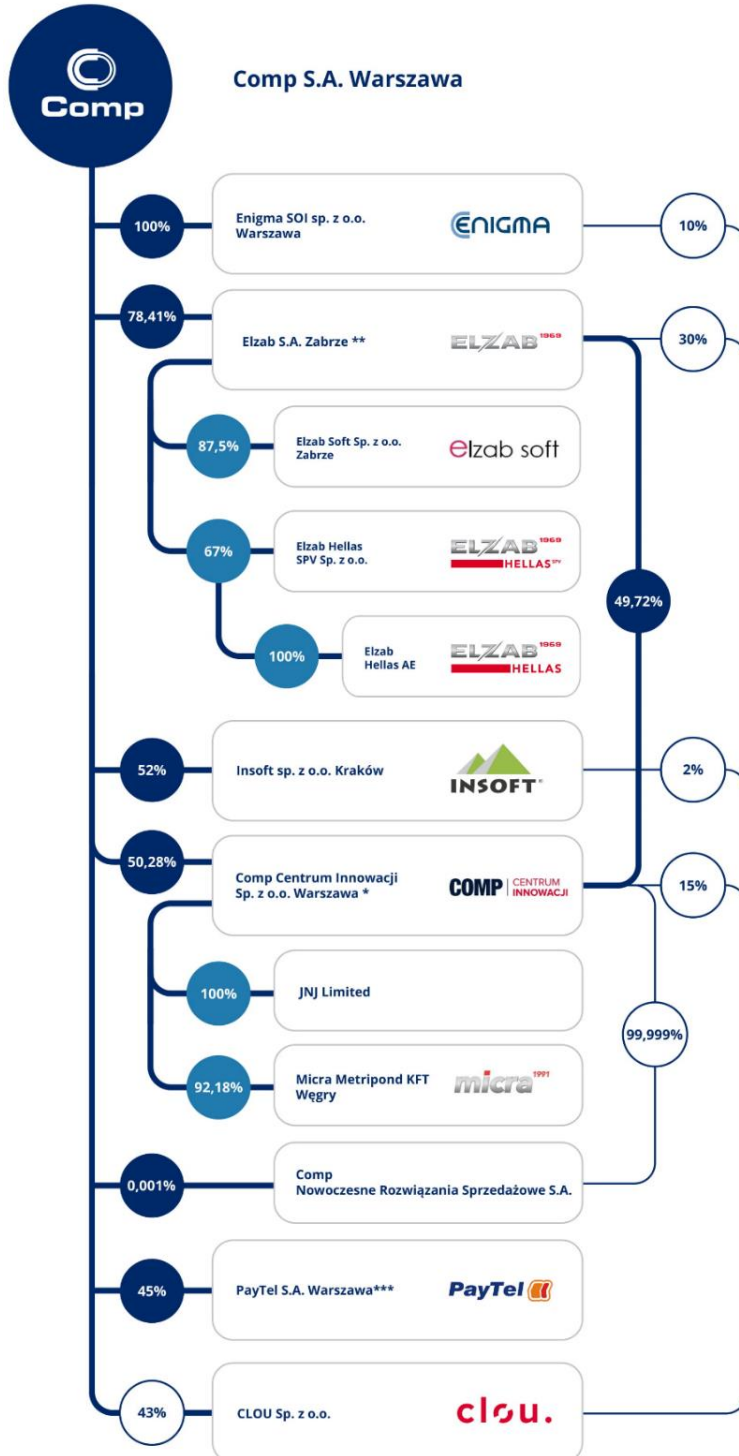 Comp
Comp S.A. Warszawa
100%
Enigma SOI sp. z o.o.
Warszawa
ENIGMA
10%
78,41%
Elzab S.A. Zabrze **
ELZAB 1969
30%
87,5%
Elzab Soft Sp. z o.o.
Zabrze
elzab soft
67%
Elzab Hellas
SPV Sp. z o.o.
ELZAB 1969
HELLAS SPV
49,72%
100%
Elzab
Hellas AE
ELZAB 1969
HELLAS
52%
Insoft sp. z o.o. Kraków
INSOFT®
2%
50,28%
Comp Centrum Innowacji
Sp. z o.o. Warszawa *
COMP CENTRUM
INNOWACJI
15%
100%
JNJ Limited
99,999%
92,18%
Micra Metripond KFT
Węgry
micra 1991
0,001%
Comp
Nowoczesne Rozwiązania Sprzedażowe S.A.
45%
PayTel S.A. Warszawa***
PayTel
43%
CLOU Sp. z o.o.
clou.